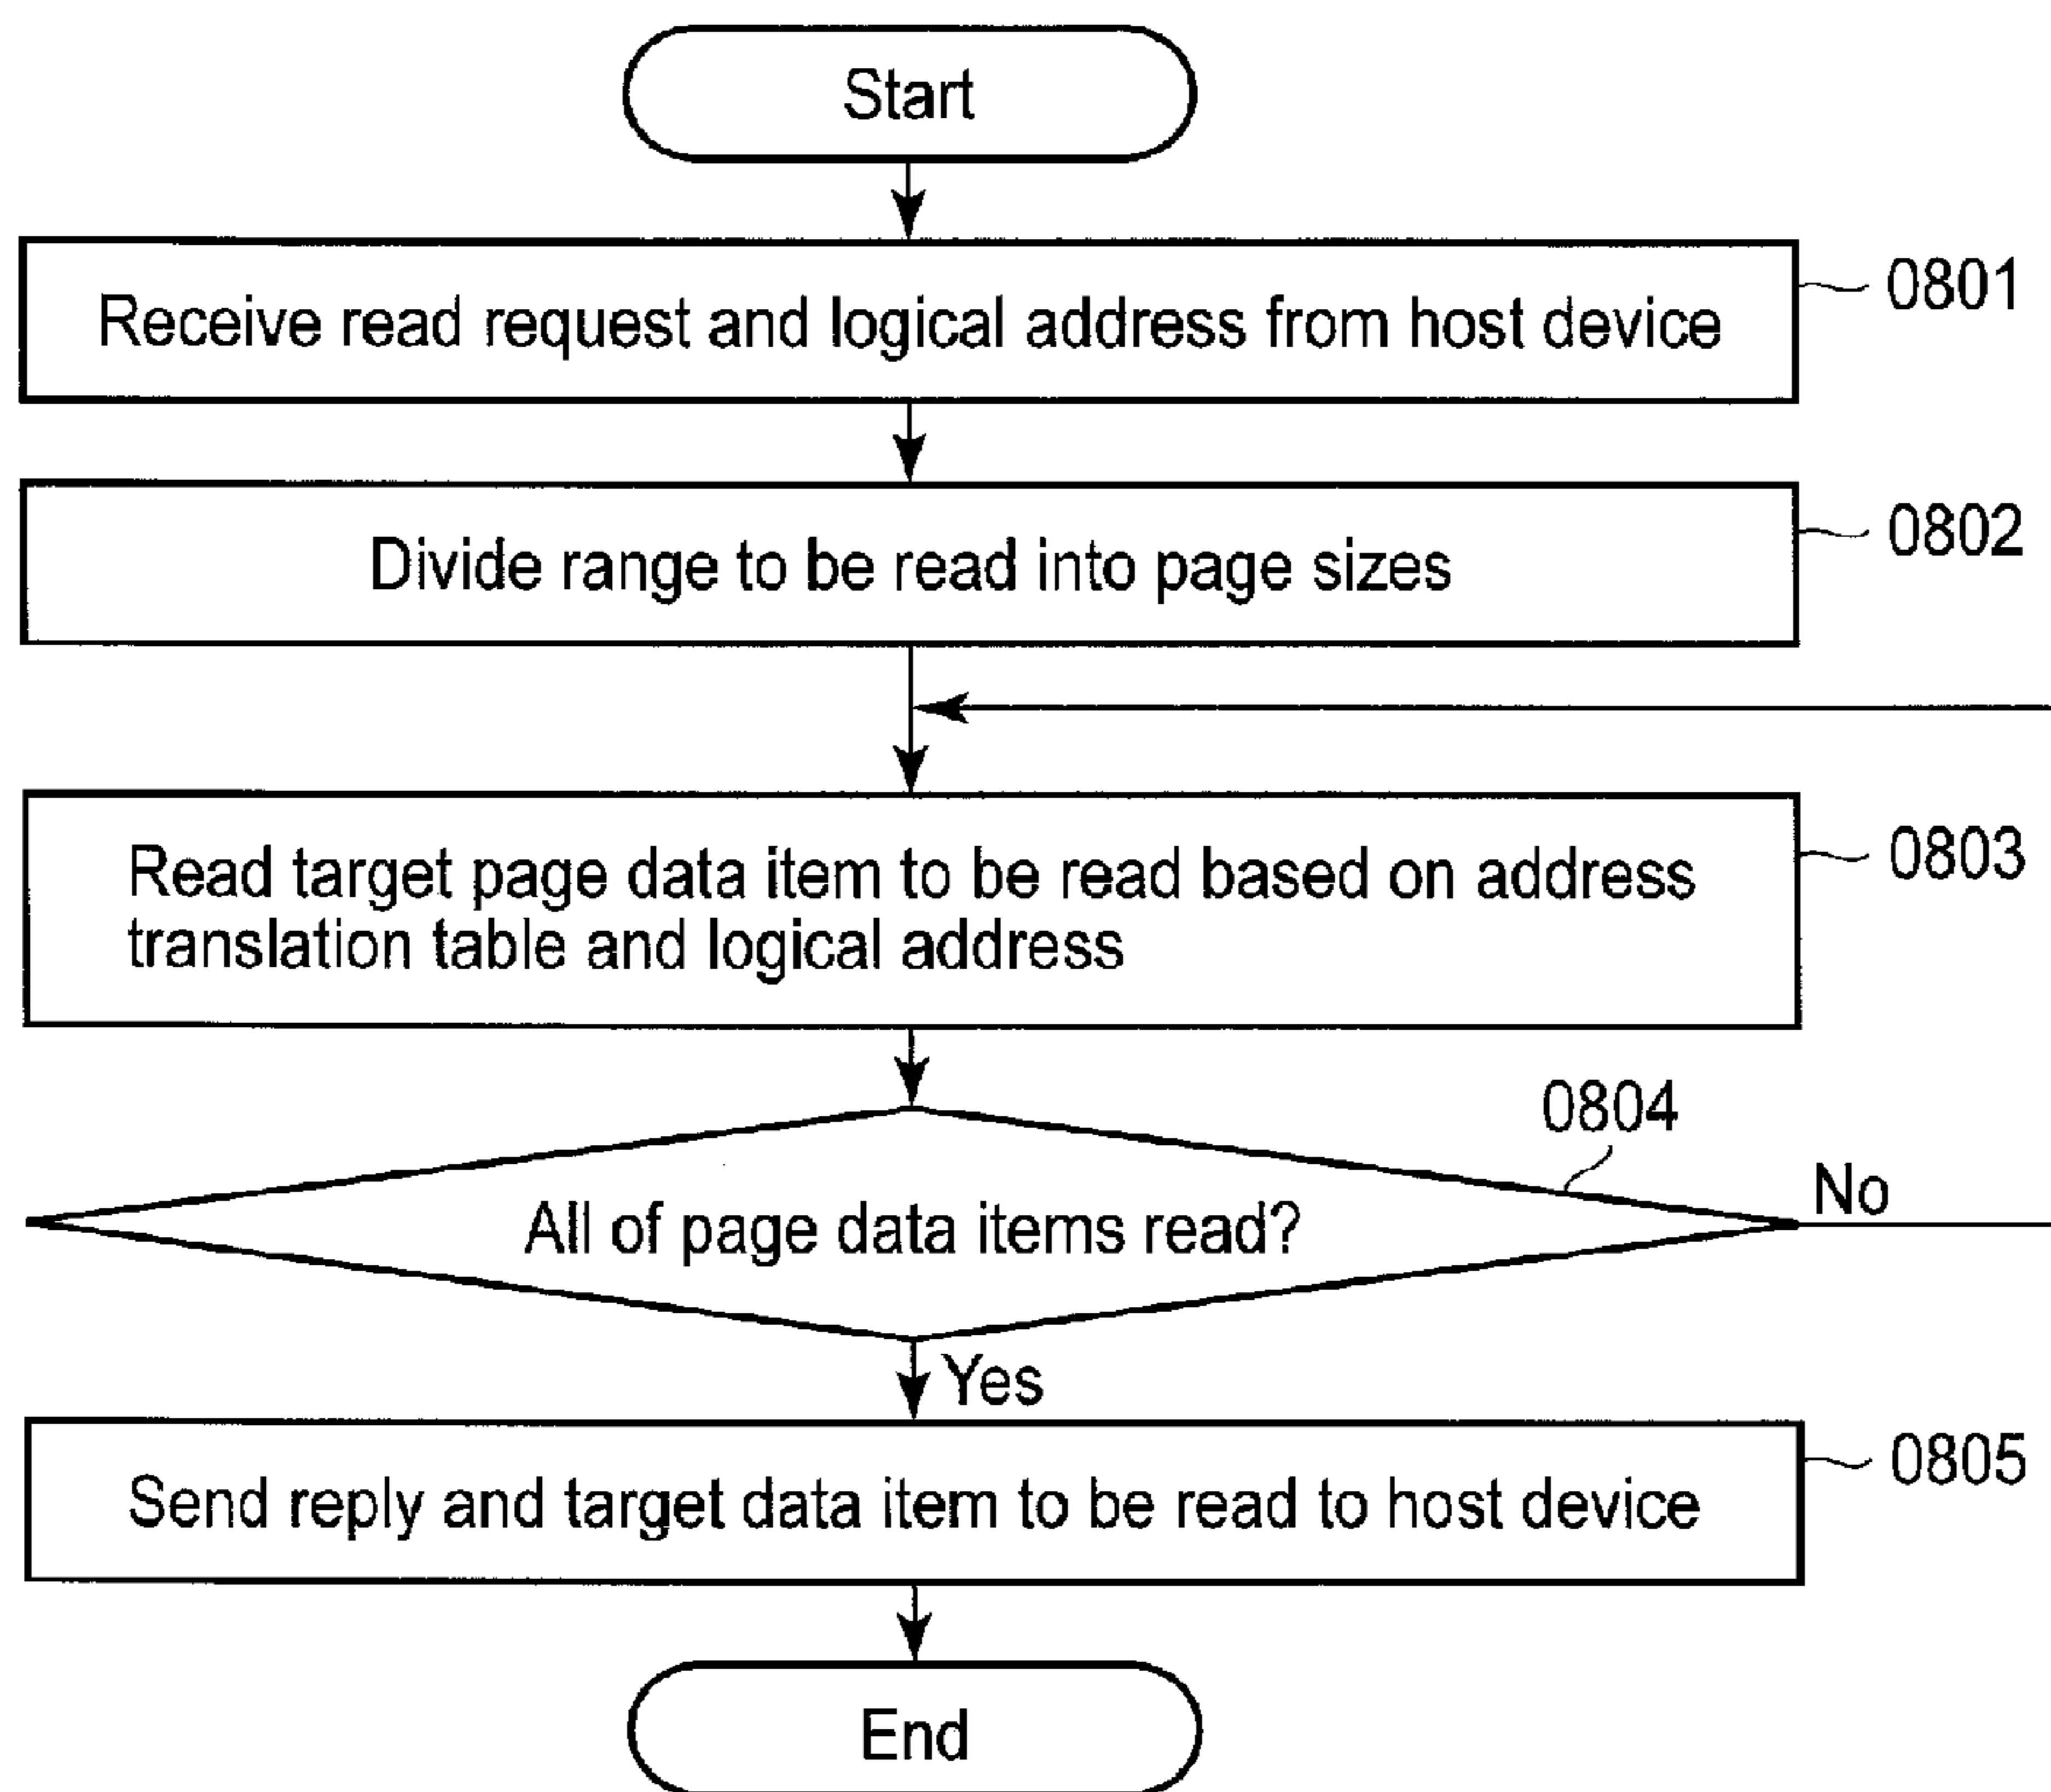 Start
Receive read request and logical address from host device
0801
Divide range to be read into page sizes
0802
Read target page data item to be read based on address
translation table and logical address
0803
0804
All of page data items read?
No
Yes
Send reply and target data item to be read to host device
0805
End